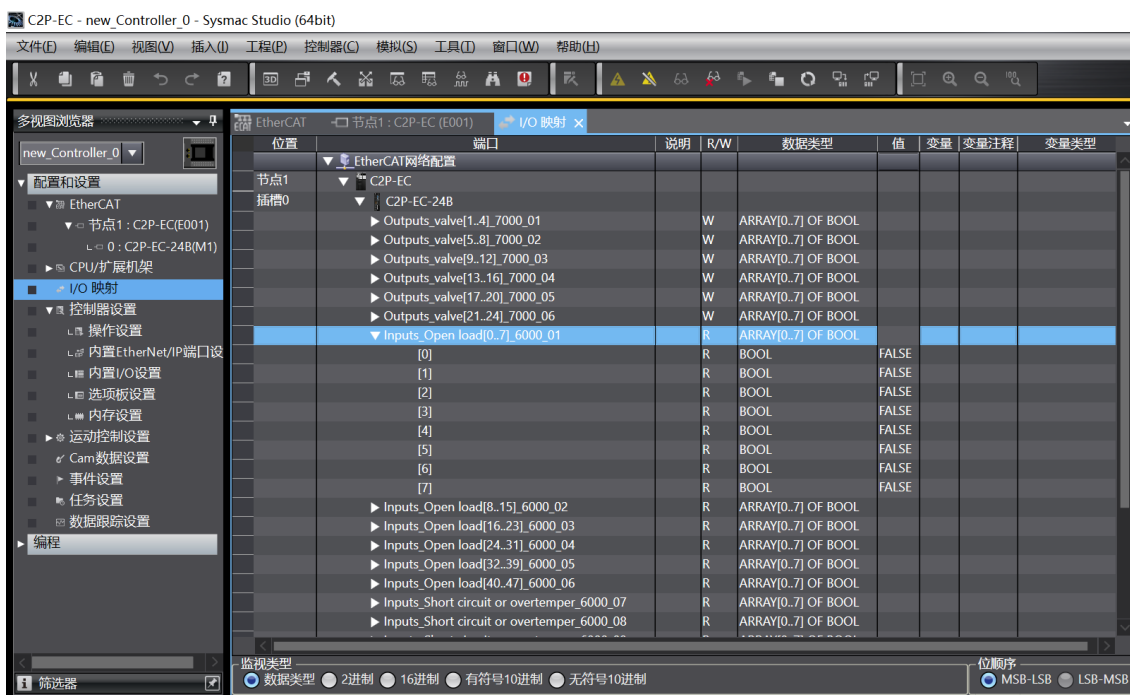 C2P-EC - new_Controller_0 - Sysmac Studio (64bit)
文件(F) 编辑(E) 视图(V) 插入(I) 工程(P) 控制器(C) 模拟(S) 工具(T) 窗口(W) 帮助(H)
多视图浏览器
EtherCAT 节点1 : C2P-EC (E001) I/O 映射
new_Controller_0
位置 端口 说明 R/W 数据类型 值 变量 变量注释 变量类型
EtherCAT网络配置
配置和设置
节点1 C2P-EC
EtherCAT
插槽0 C2P-EC-24B
节点1 : C2P-EC(E001)
Outputs_valve[1..4]_7000_01 W ARRAY[0..7] OF BOOL
0 : C2P-EC-24B(M1)
Outputs_valve[5..8]_7000_02 W ARRAY[0..7] OF BOOL
CPU/扩展机架
Outputs_valve[9..12]_7000_03 W ARRAY[0..7] OF BOOL
I/O 映射
Outputs_valve[13..16]_7000_04 W ARRAY[0..7] OF BOOL
控制器设置
Outputs_valve[17..20]_7000_05 W ARRAY[0..7] OF BOOL
操作设置
Outputs_valve[21..24]_7000_06 W ARRAY[0..7] OF BOOL
内置EtherNet/IP端口设
Inputs_Open load[0..7]_6000_01 R ARRAY[0..7] OF BOOL
[0] R BOOL FALSE
内置I/O设置
[1] R BOOL FALSE
选项板设置
[2] R BOOL FALSE
内存设置
[3] R BOOL FALSE
运动控制设置
[4] R BOOL FALSE
Cam数据设置
[5] R BOOL FALSE
事件设置
[6] R BOOL FALSE
任务设置
[7] R BOOL FALSE
数据跟踪设置
Inputs_Open load[8..15]_6000_02 R ARRAY[0..7] OF BOOL
编程
Inputs_Open load[16..23]_6000_03 R ARRAY[0..7] OF BOOL
Inputs_Open load[24..31]_6000_04 R ARRAY[0..7] OF BOOL
Inputs_Open load[32..39]_6000_05 R ARRAY[0..7] OF BOOL
Inputs_Open load[40..47]_6000_06 R ARRAY[0..7] OF BOOL
Inputs_Short circuit or overtemper_6000_07 R ARRAY[0..7] OF BOOL
Inputs_Short circuit or overtemper_6000_08 R ARRAY[0..7] OF BOOL
监视类型 位顺序
数据类型 2进制 16进制 有符号10进制 无符号10进制 MSB-LSB LSB-MSB
筛选器